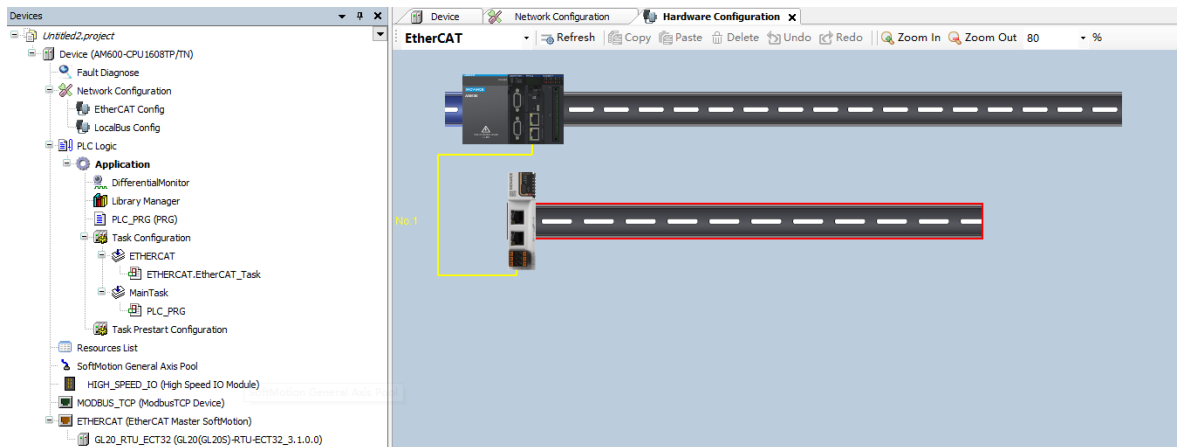 Devices
Untitled2.project
Device (AM600-CPU1608TP/TN)
Fault Diagnose
Network Configuration
EtherCAT Config
LocalBus Config
PLC Logic
Application
DifferentialMonitor
Library Manager
PLC_PRG (PRG)
Task Configuration
ETHERCAT
ETHERCAT.EtherCAT_Task
MainTask
PLC_PRG
Task Prestart Configuration
Resources List
SoftMotion General Axis Pool
HIGH_SPEED_IO (High Speed IO Module)
MODBUS_TCP (ModbusTCP Device)
ETHERCAT (EtherCAT Master SoftMotion)
GL20_RTU_ECT32 (GL20(GL20S)-RTU-ECT32_3.1.0.0)
Device Network Configuration Hardware Configuration
EtherCAT Refresh Copy Paste Delete Undo Redo Zoom In Zoom Out 80 %
No.1